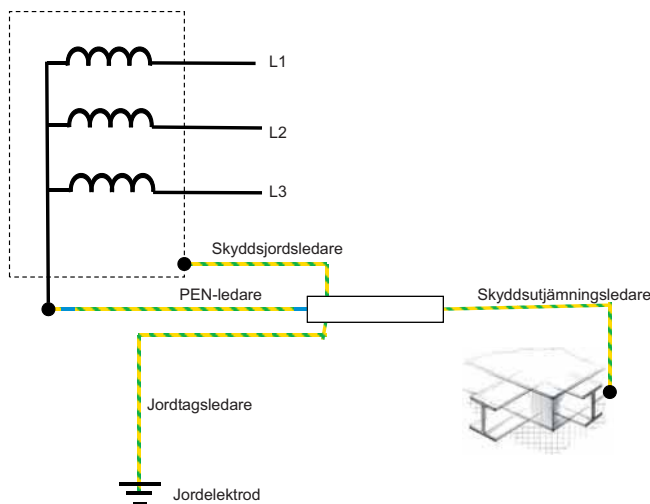 L1
L2
L3
Skyddsjordsledare
PEN-ledare
Skyddsutjämningsledare
Jordtagsledare
Jordelektrod